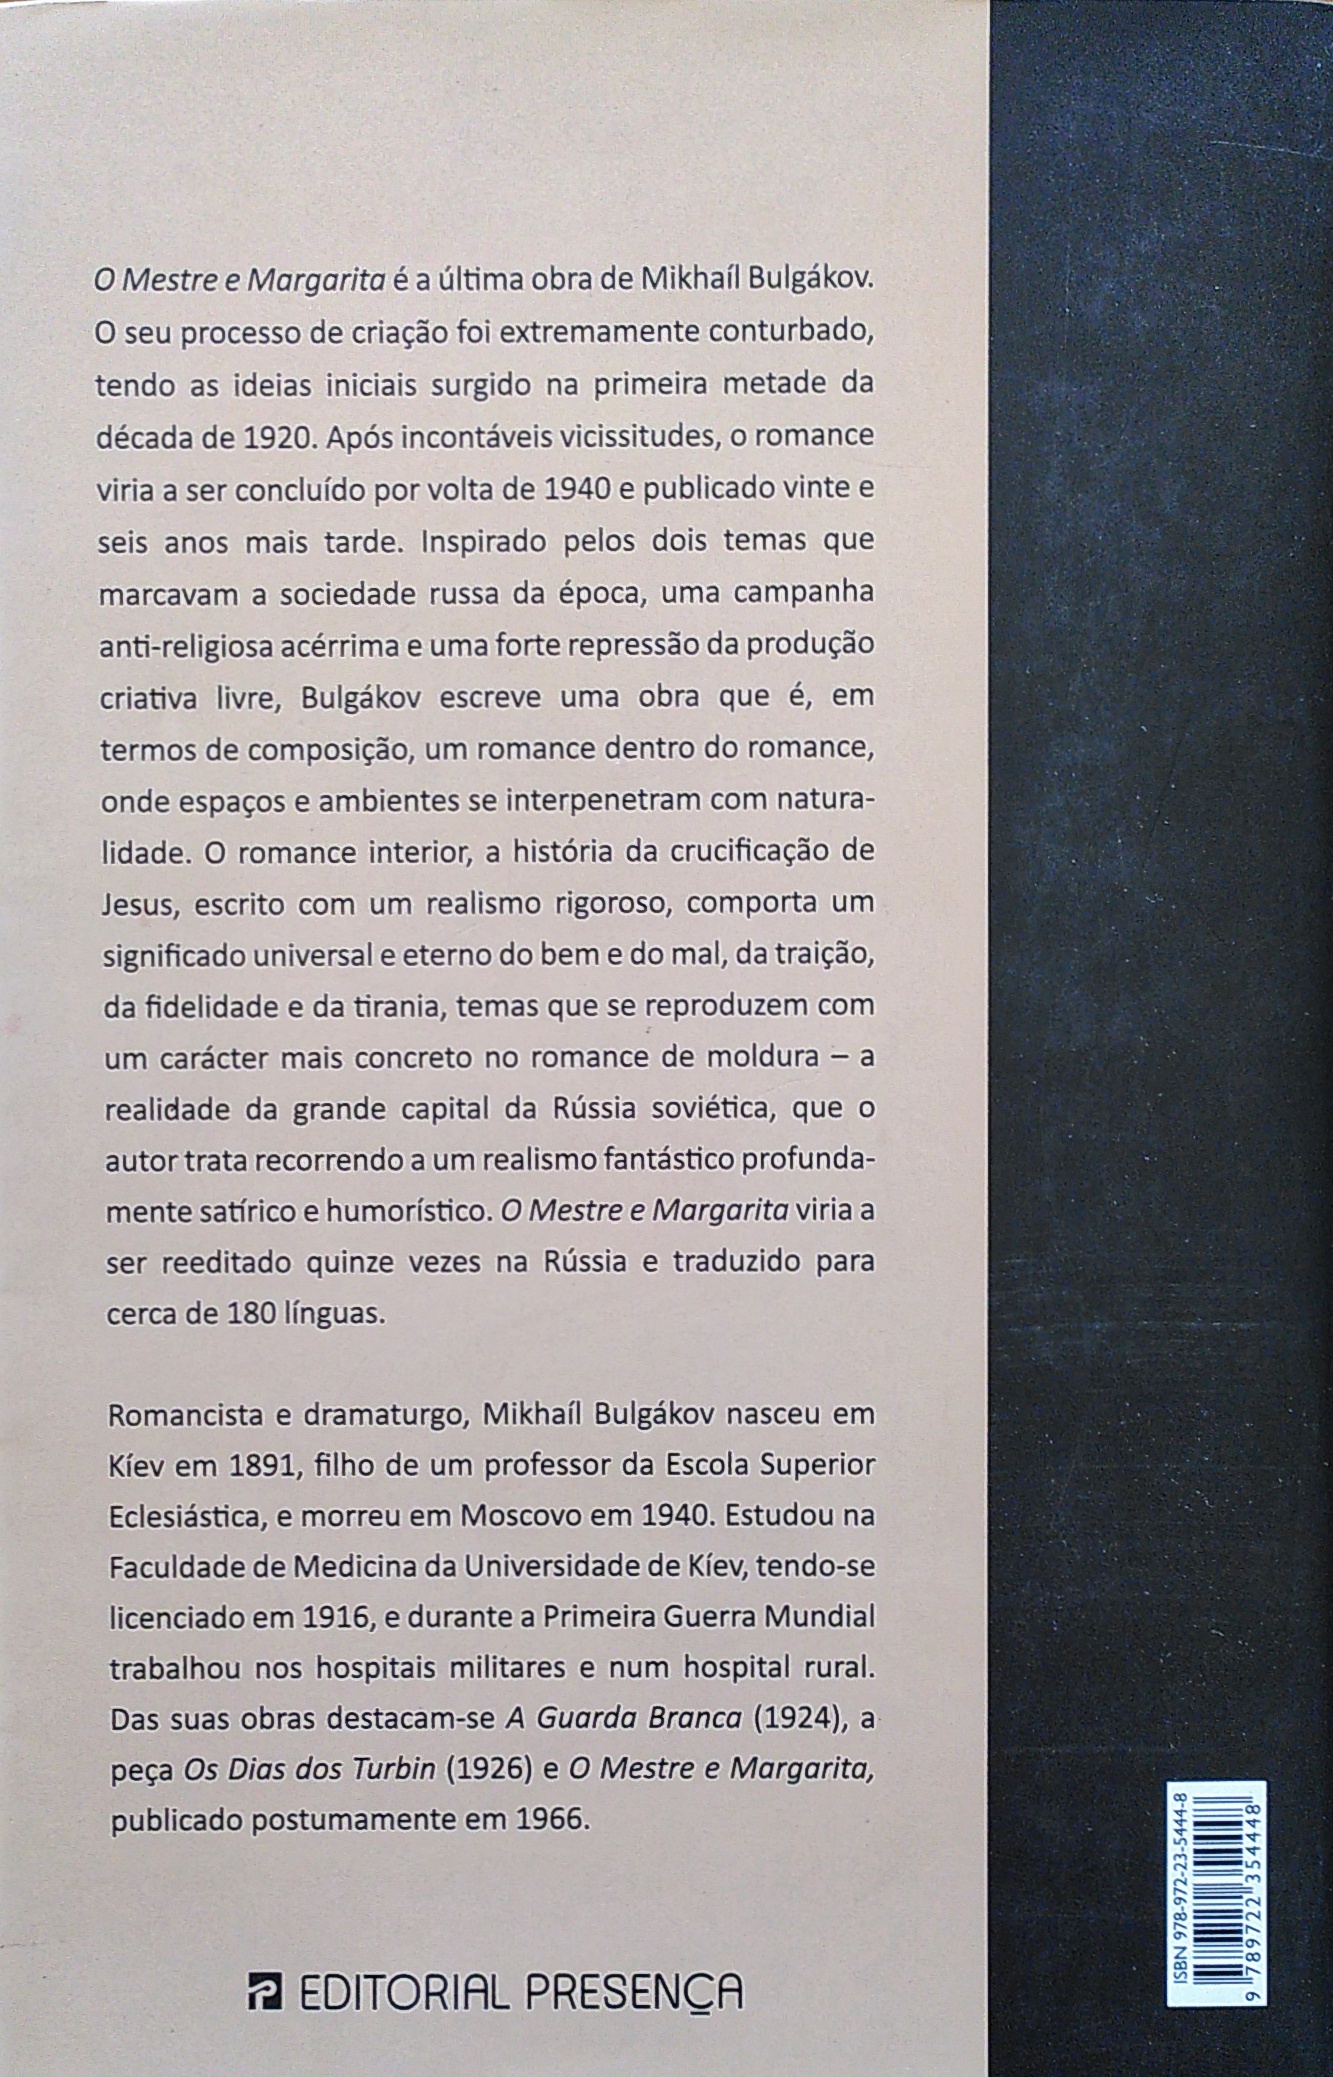 O Mestre e Margarita é a última obra de Mikhaíl Bulgákov.
O seu processo de criação foi extremamente conturbado,
tendo as ideias iniciais surgido na primeira metade da
década de 1920. Após incontáveis vicissitudes, o romance
viria a ser concluído por volta de 1940 e publicado vinte e
seis anos mais tarde. Inspirado pelos dois temas que
marcavam a sociedade russa da época, uma campanha
anti-religiosa acérrima e uma forte repressão da produção
criativa livre, Bulgákov escreve uma obra que é, em
termos de composição, um romance dentro do romance,
onde espaços e ambientes se interpenetram com natura-
lidade. O romance interior, a história da crucificação de
Jesus, escrito com um realismo rigoroso, comporta um
significado universal e eterno do bem e do mal, da traição,
da fidelidade e da tirania, temas que se reproduzem com
um carácter mais concreto no romance de moldura – a
realidade da grande capital da Rússia soviética, que o
autor trata recorrendo a um realismo fantástico profunda-
mente satírico e humorístico. O Mestre e Margarita viria a
ser reeditado quinze vezes na Rússia e traduzido para
cerca de 180 línguas.
Romancista e dramaturgo, Mikhaíl Bulgákov nasceu em
Kíev em 1891, filho de um professor da Escola Superior
Eclesiástica, e morreu em Moscovo em 1940. Estudou na
Faculdade de Medicina da Universidade de Kíev, tendo-se
licenciado em 1916, e durante a Primeira Guerra Mundial
trabalhou nos hospitais militares e num hospital rural.
Das suas obras destacam-se A Guarda Branca (1924), a
peça Os Dias dos Turbin (1926) e O Mestre e Margarita,
publicado postumamente em 1966.
EDITORIAL PRESENÇA
ISBN 978-972-23-5444-8
9 789722 354448